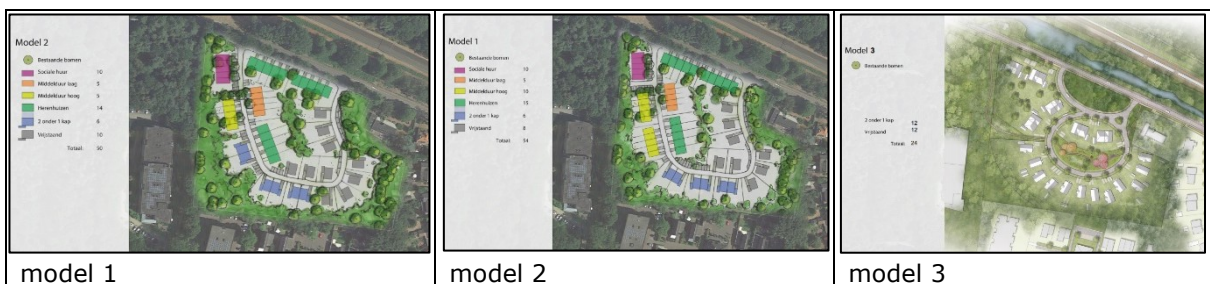 Model 2
Bestaande bomen
Sociale huur 10
Middelduur laag 5
Middelduur hoog 5
Herenhuizen 14
2 onder 1 kap 6
Vrijstaand 10
Totaal: 50
model 1
Model 1
Bestaande bomen
Sociale huur 10
Middelduur laag 5
Middelduur hoog 10
Herenhuizen 15
2 onder 1 kap 6
Vrijstaand 8
Totaal: 54
model 2
Model 3
Bestaande bomen
2 onder 1 kap 12
Vrijstaand 12
Totaal: 24
model 3